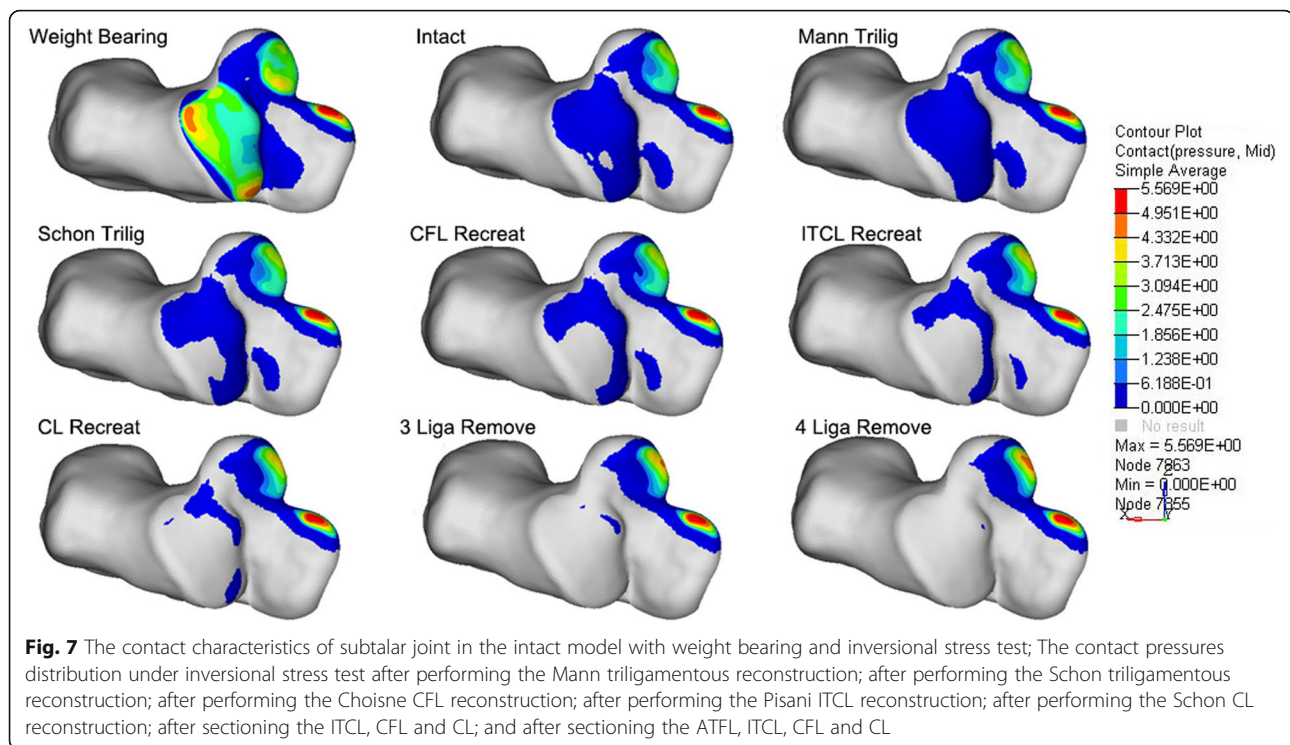 Weight Bearing
Intact
Mann Trilig
Schon Trilig
CFL Recreat
ITCL Recreat
CL Recreat
3 Liga Remove
4 Liga Remove
Contour Plot
Contact(pressure, Mid)
Simple Average
5.569E+00
4.951E+00
4.332E+00
3.713E+00
3.094E+00
2.475E+00
1.856E+00
1.238E+00
6.188E-01
0.000E+00
No result
Max = 5.569E+00
Node 7863
Min = 0.000E+00
Node 7855
Z
X
Y
Fig. 7 The contact characteristics of subtalar joint in the intact model with weight bearing and inversional stress test; The contact pressures
distribution under inversional stress test after performing the Mann triligamentous reconstruction; after performing the Schon triligamentous
reconstruction; after performing the Choisne CFL reconstruction; after performing the Pisani ITCL reconstruction; after performing the Schon CL
reconstruction; after sectioning the ITCL, CFL and CL; and after sectioning the ATFL, ITCL, CFL and CL